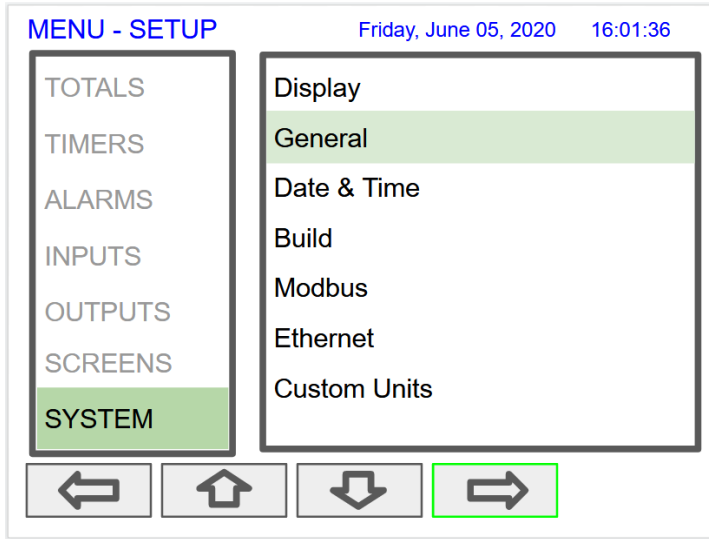 MENU - SETUP
Friday, June 05, 2020
16:01:36
TOTALS
TIMERS
ALARMS
INPUTS
OUTPUTS
SCREENS
SYSTEM
Display
General
Date & Time
Build
Modbus
Ethernet
Custom Units